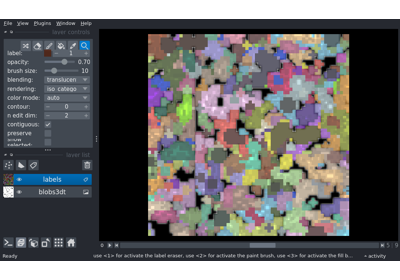 File View Plugins Window Help
layer controls
label: 1
opacity: 0.70
brush size: 10
blending: translucen
rendering: iso_catego
color mode: auto
contour: 0
n edit dim: 2
contiguous:
preserve
selected:
layer list
labels
blobs3dt
Ready
use <1> for activate the label eraser, use <2> for activate the paint brush, use <3> for activate the fill b...
activity